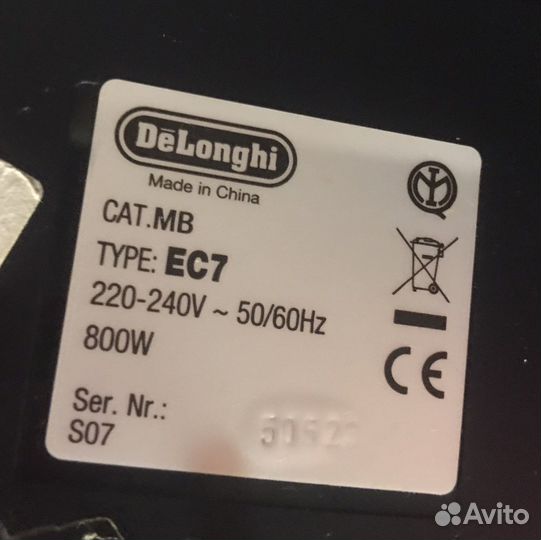 DeLonghi
Made in China
CAT.MB
TYPE: EC7
220-240V ~ 50/60Hz
800W
CE
Ser. Nr.:
S07
Avito